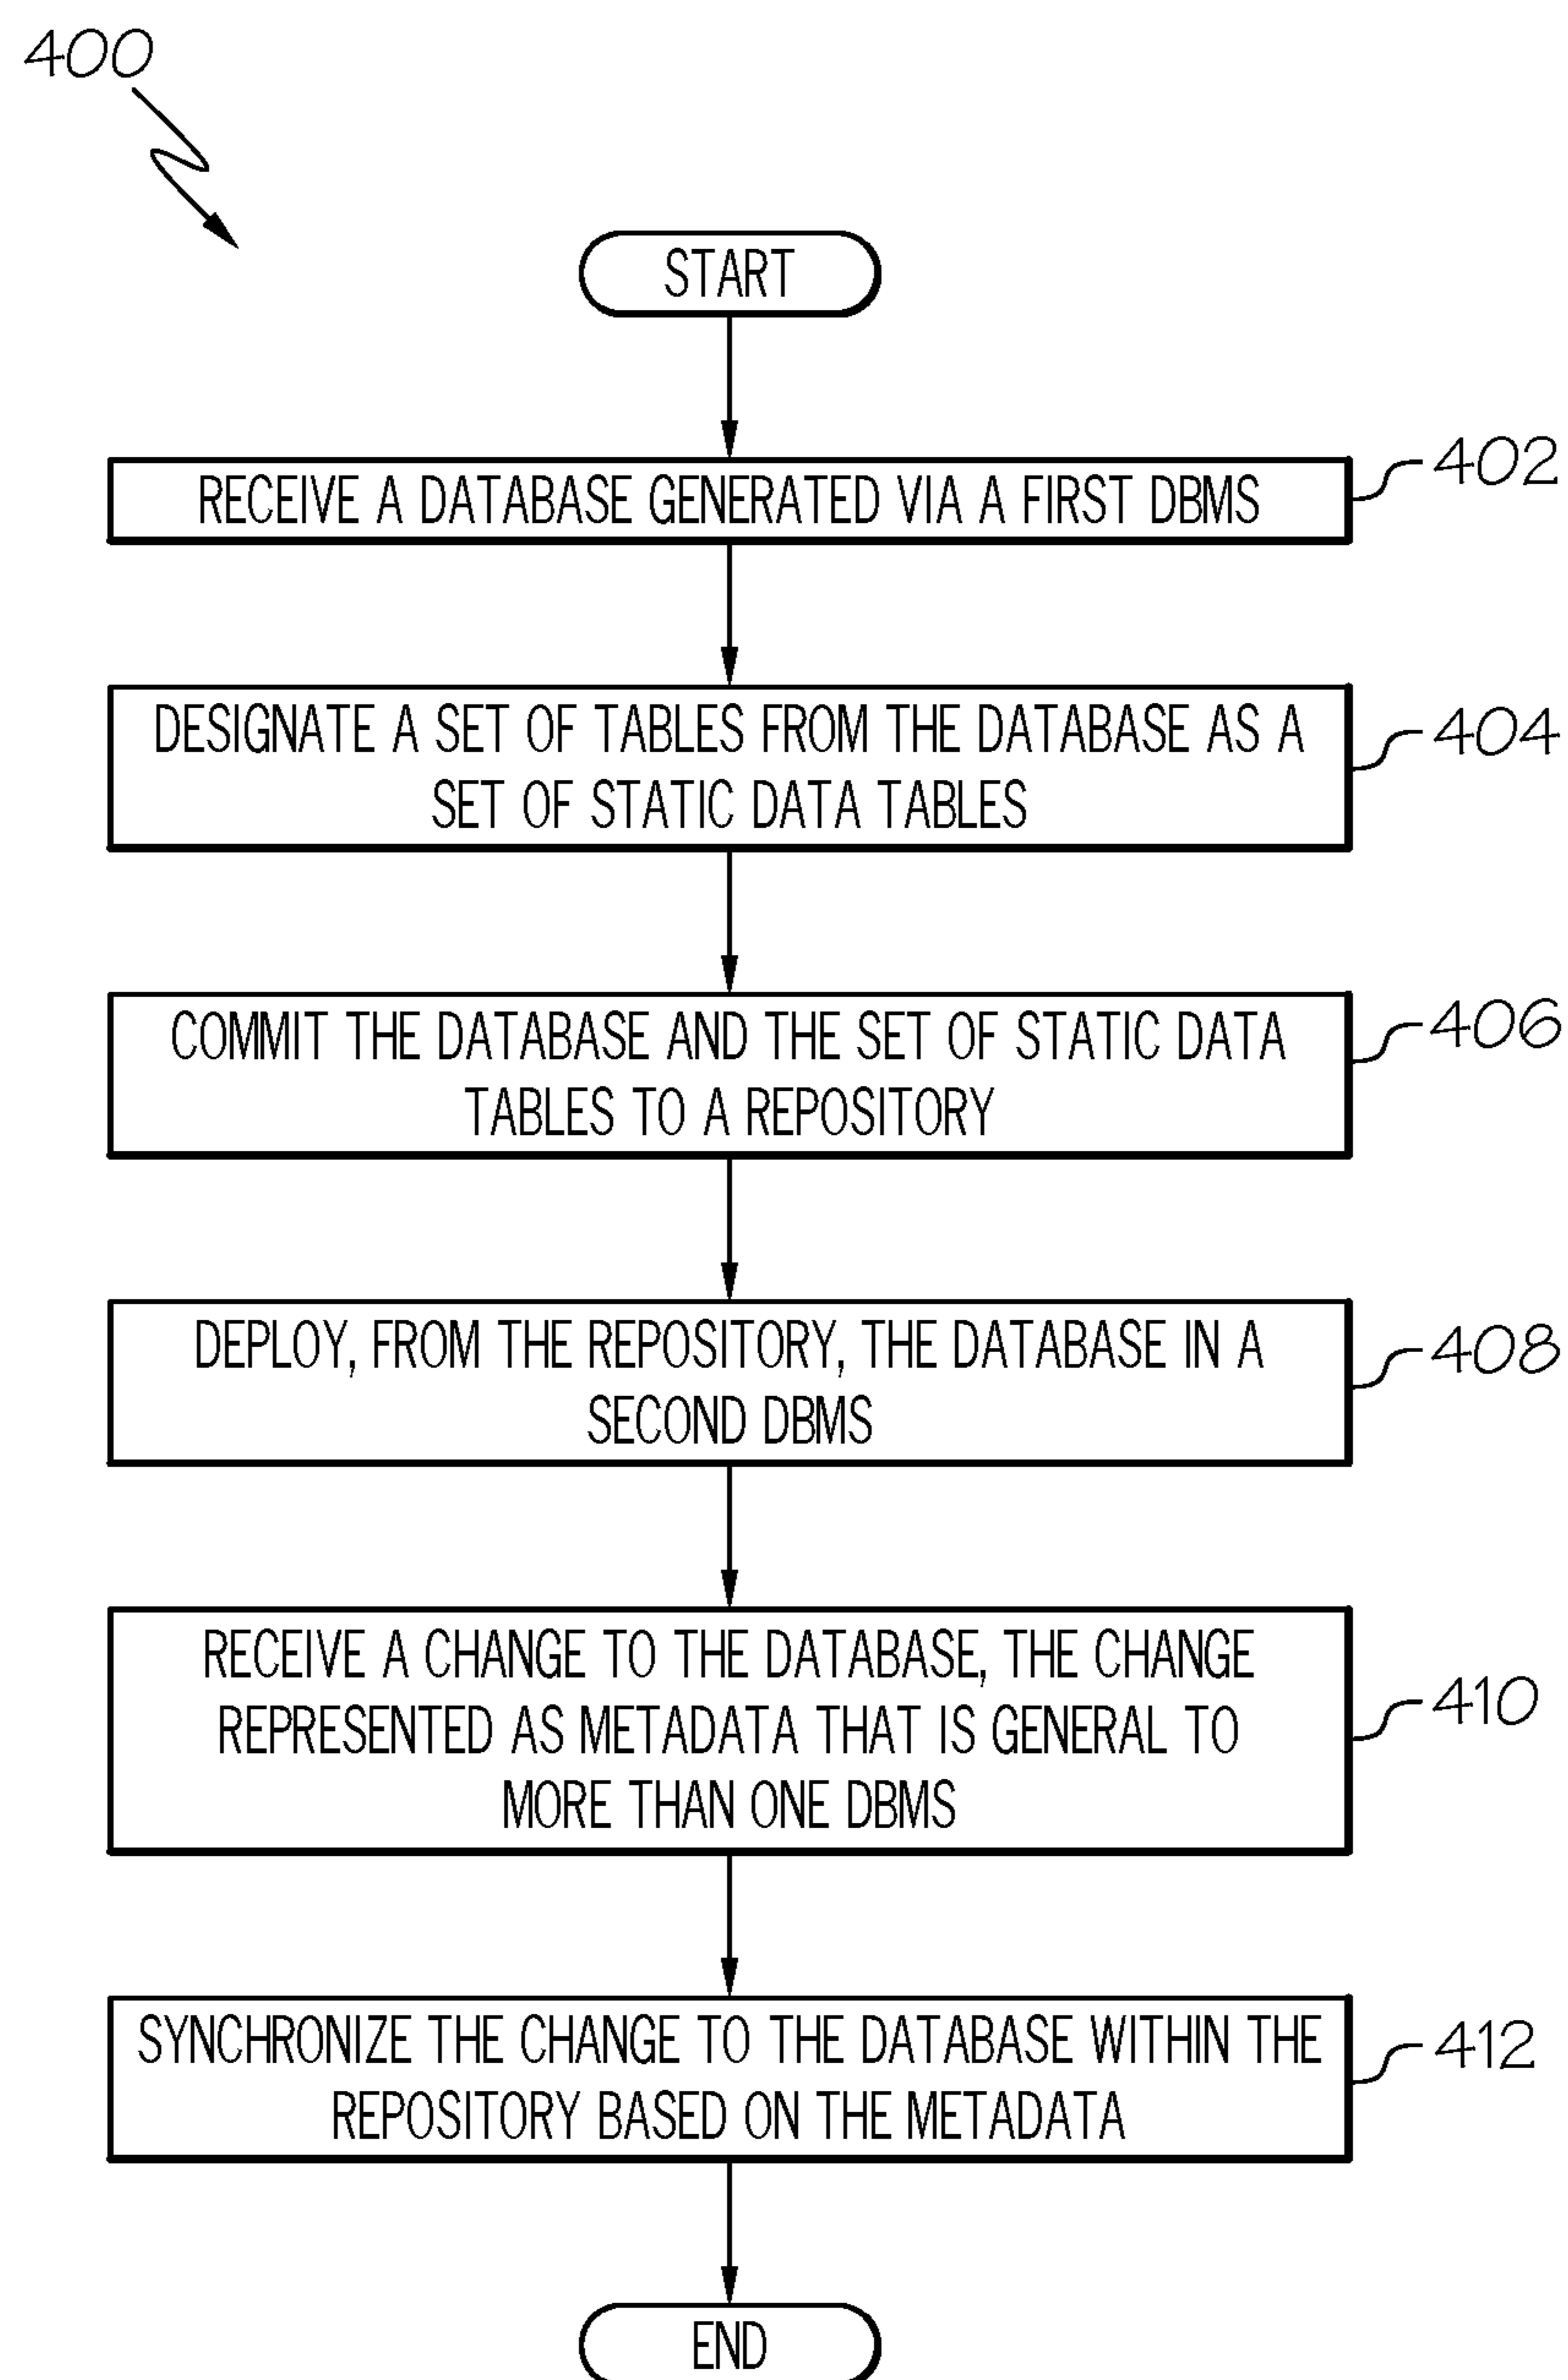 400
START
RECEIVE A DATABASE GENERATED VIA A FIRST DBMS
402
DESIGNATE A SET OF TABLES FROM THE DATABASE AS A
SET OF STATIC DATA TABLES
404
COMMIT THE DATABASE AND THE SET OF STATIC DATA
TABLES TO A REPOSITORY
406
DEPLOY, FROM THE REPOSITORY, THE DATABASE IN A
SECOND DBMS
408
RECEIVE A CHANGE TO THE DATABASE, THE CHANGE
REPRESENTED AS METADATA THAT IS GENERAL TO
MORE THAN ONE DBMS
410
SYNCHRONIZE THE CHANGE TO THE DATABASE WITHIN THE
REPOSITORY BASED ON THE METADATA
412
END